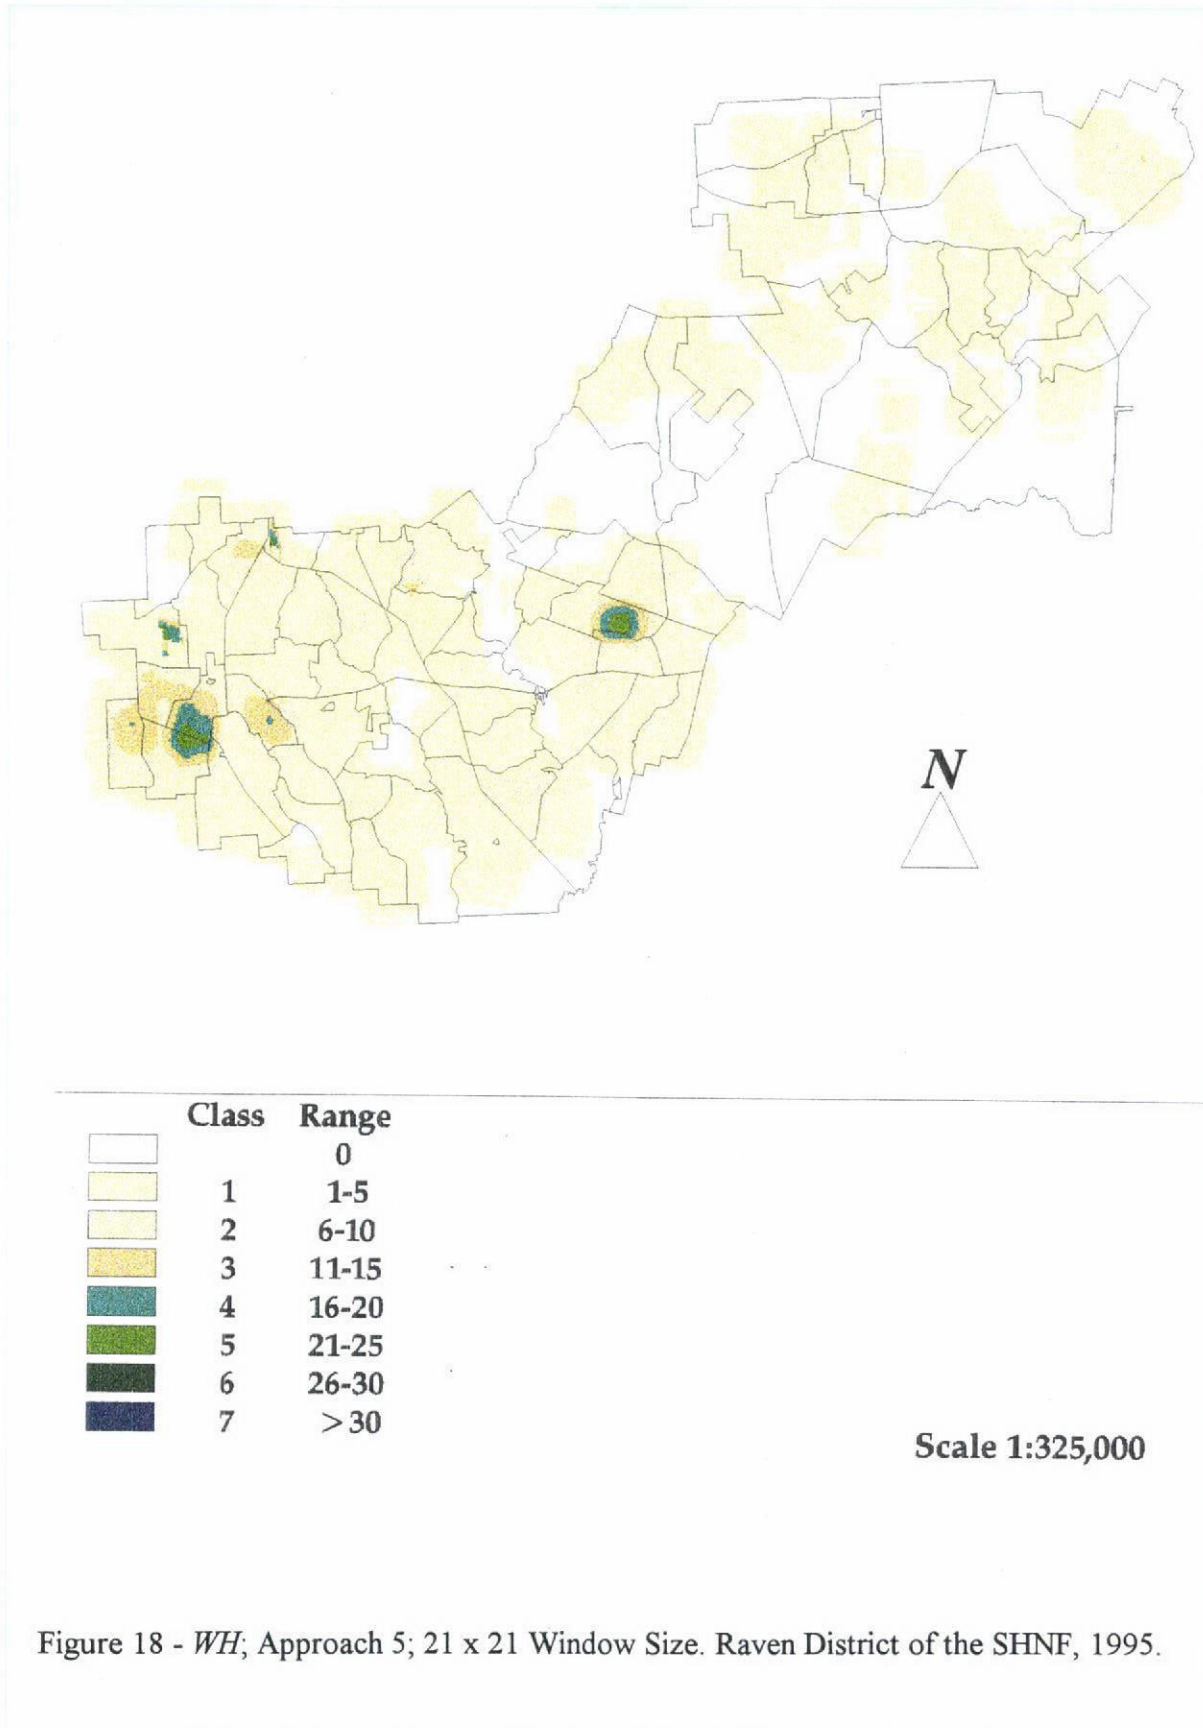 N
Class Range
0
1 1-5
2 6-10
3 11-15
4 16-20
5 21-25
6 26-30
7 >30
Scale 1:325,000
Figure 18 - WH; Approach 5; 21 x 21 Window Size. Raven District of the SHNF, 1995.